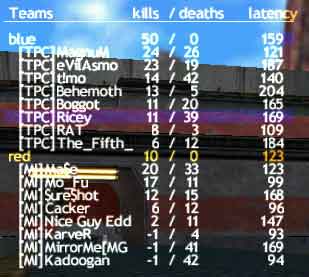 Teams kills / deaths latency
blue 50 / 0 159
[TPC]MagnuM 24 / 26 121
[TPC]eVilAsmo 23 / 19 187
[TPC]t!mo 14 / 42 140
[TPC]Behemoth 13 / 5 204
[TPC]Boggot 11 / 20 165
[TPC]Ricey 11 / 39 169
[TPC]RAT 8 / 3 109
[TPC]The_Fifth_ 6 / 12 184
red 10 / 0 123
20 / 33 123
[MI]Mo_Fu 17 / 11 99
[MI]SureShot 12 / 15 168
[MI]Cacker 6 / 12 96
[MI]Nice Guy Edd 2 / 11 147
[MI]KarveR -1 / 4 93
[MI]MirrorMe[MG -1 / 41 169
[MI]Kadoogan -1 / 42 94